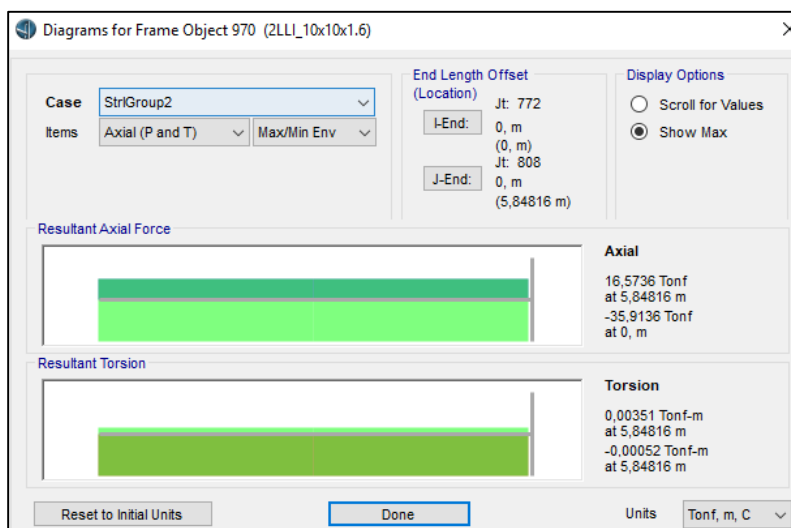 Diagrams for Frame Object 970 (2LLI_10x10x1.6)
Case StrlGroup2
Items Axial (P and T) Max/Min Env
End Length Offset
(Location)
I-End:
Jt: 772
0, m
(0, m)
J-End:
Jt: 808
0, m
(5,84816 m)
Display Options
Scroll for Values
Show Max
Resultant Axial Force
Axial
16,5736 Tonf
at 5,84816 m
-35,9136 Tonf
at 0, m
Resultant Torsion
Torsion
0,00351 Tonf-m
at 5,84816 m
-0,00052 Tonf-m
at 5,84816 m
Reset to Initial Units Done Units Tonf, m, C